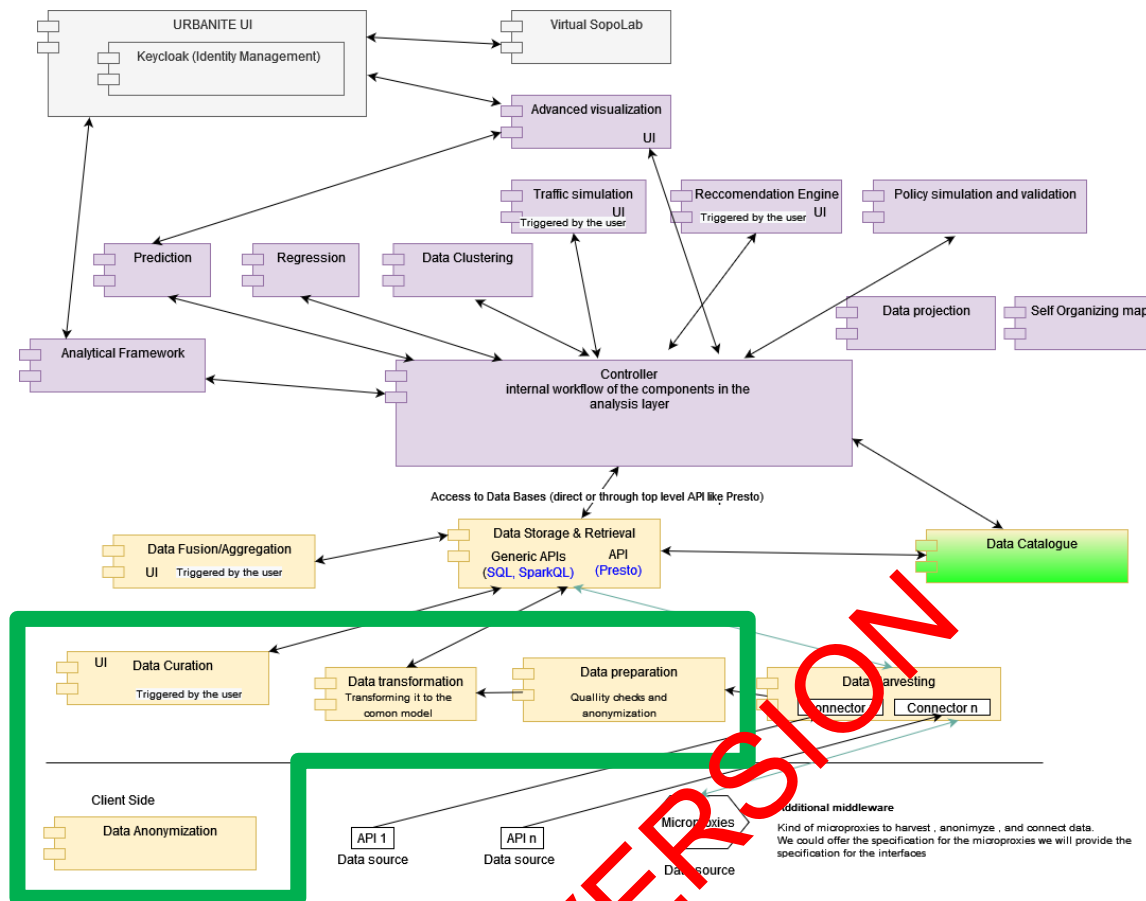 URBANITE UI
Keycloak (Identity Management)
Virtual SopoLab
Advanced visualization
UI
Traffic simulation
UI
Triggered by the user
Reccomendation Engine
Triggered by the user UI
Policy simulation and validation
Prediction
Regression
Data Clustering
Data projection
Self Organizing map
Analytical Framework
Controller
internal workflow of the components in the
analysis layer
Access to Data Bases (direct or through top level API like Presto)
Data Fusion/Aggregation
UI Triggered by the user
Data Storage & Retrieval
Generic APIs
(SQL, SparkQL)
API
(Presto)
Data Catalogue
UI Data Curation
Triggered by the user
Data transformation
Transforming it to the
comon model
Data preparation
Quallity checks and
anonymization
Data
Connector n
Client Side
Data Anonymization
API 1
Data source
API n
Data source
Microproxies
source
Additional middleware
Kind of microproxies to harvest , anonimyze , and connect data.
We could offer the specification for the microproxies we will provide the
specification for the interfaces
ERSION